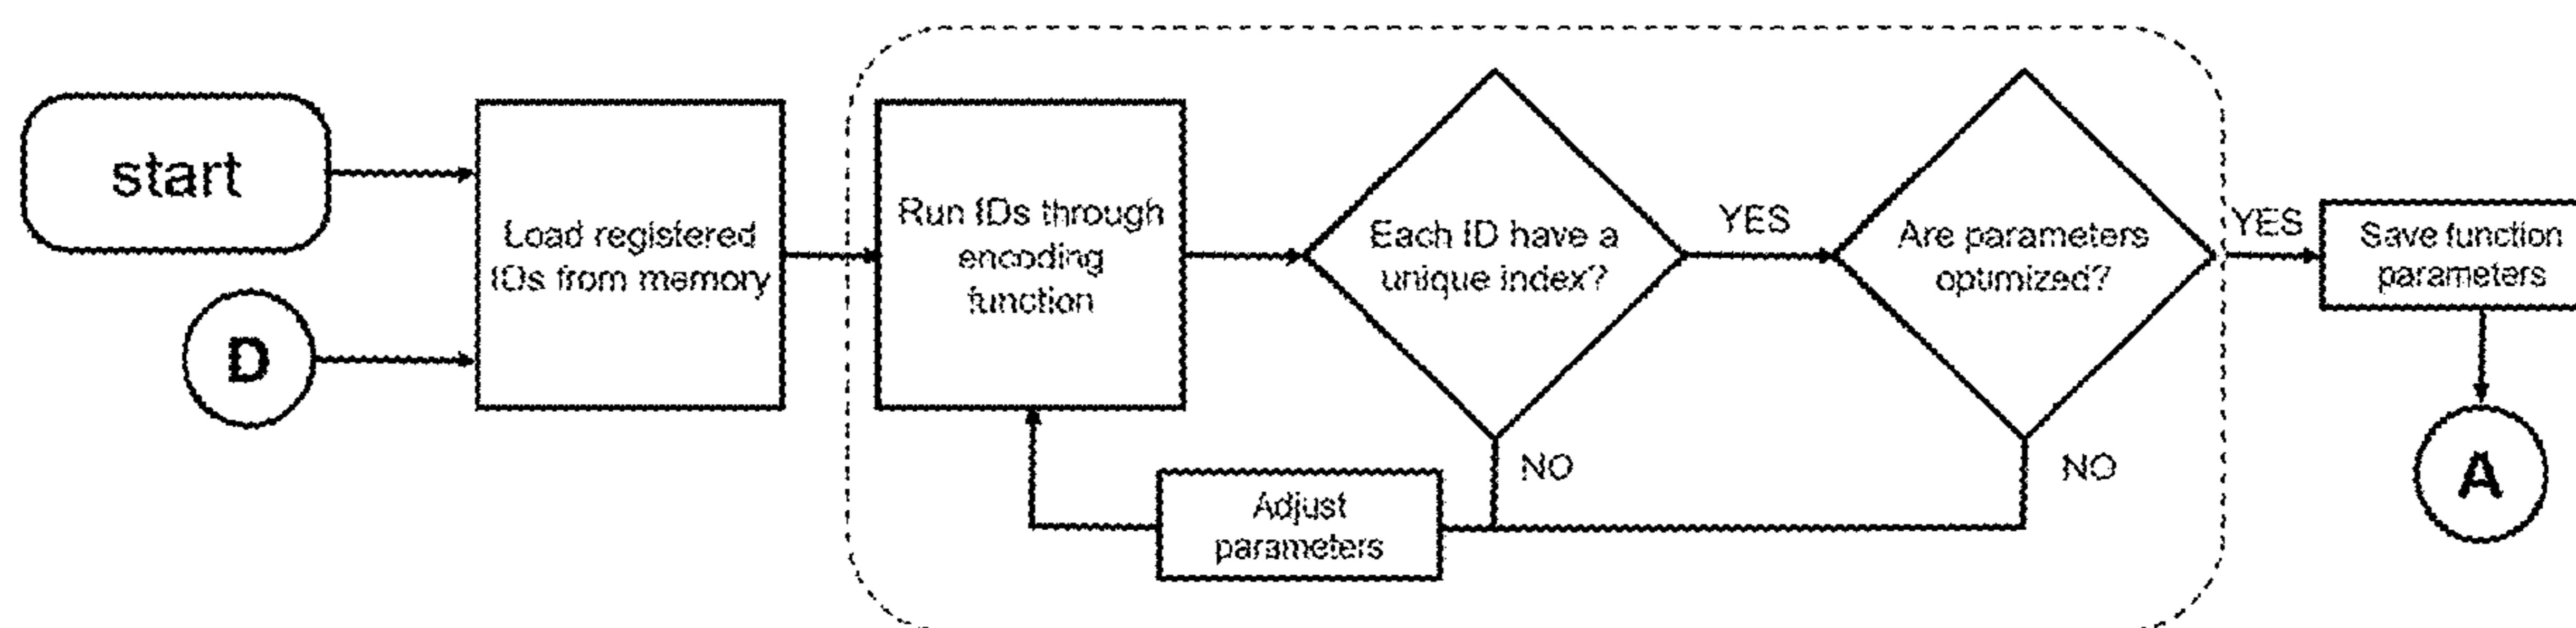 start
D
Load registered
IDs from memory
Run IDs through
encoding
function
Each ID have a
unique index?
YES
Are parameters
optimized?
YES
Save function
parameters
NO
NO
Adjust
parameters
A